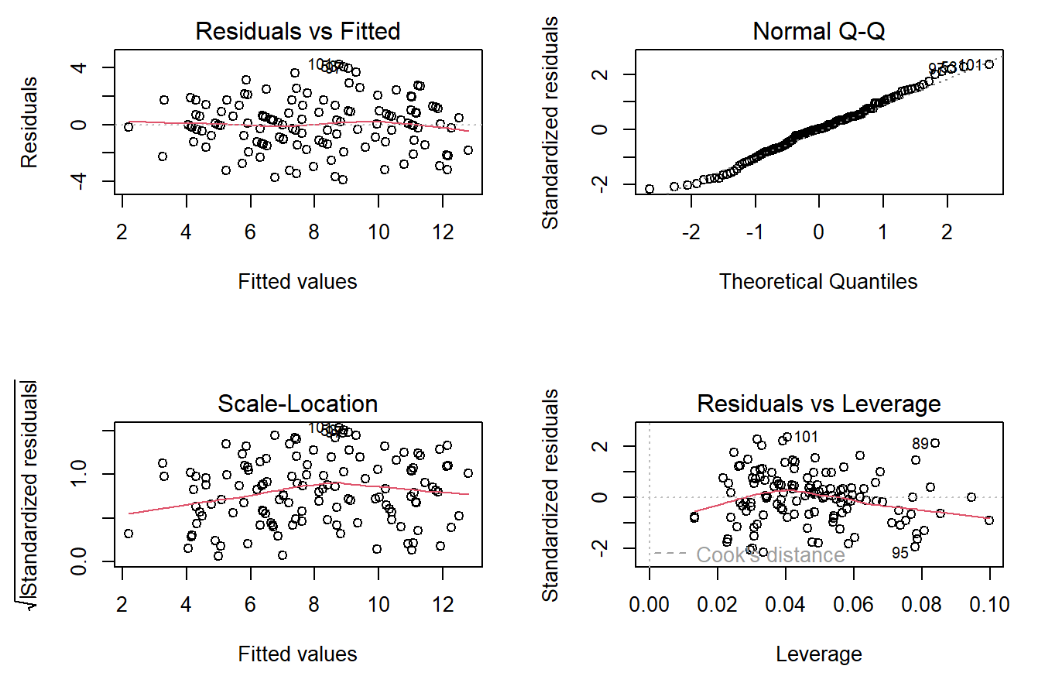 Residuals vs Fitted
Residuals
4
0
-4
101
2 4 6 8 10 12
Fitted values
Normal Q-Q
Standardized residuals
2
0
-2
101
-2 -1 0 1 2
Theoretical Quantiles
Scale-Location
√|Standardized residuals|
1.0
0.0
2 4 6 8 10 12
Fitted values
Residuals vs Leverage
Standardized residuals
2
0
-2
101
89
95
Cook's distance
0.00 0.02 0.04 0.06 0.08 0.10
Leverage